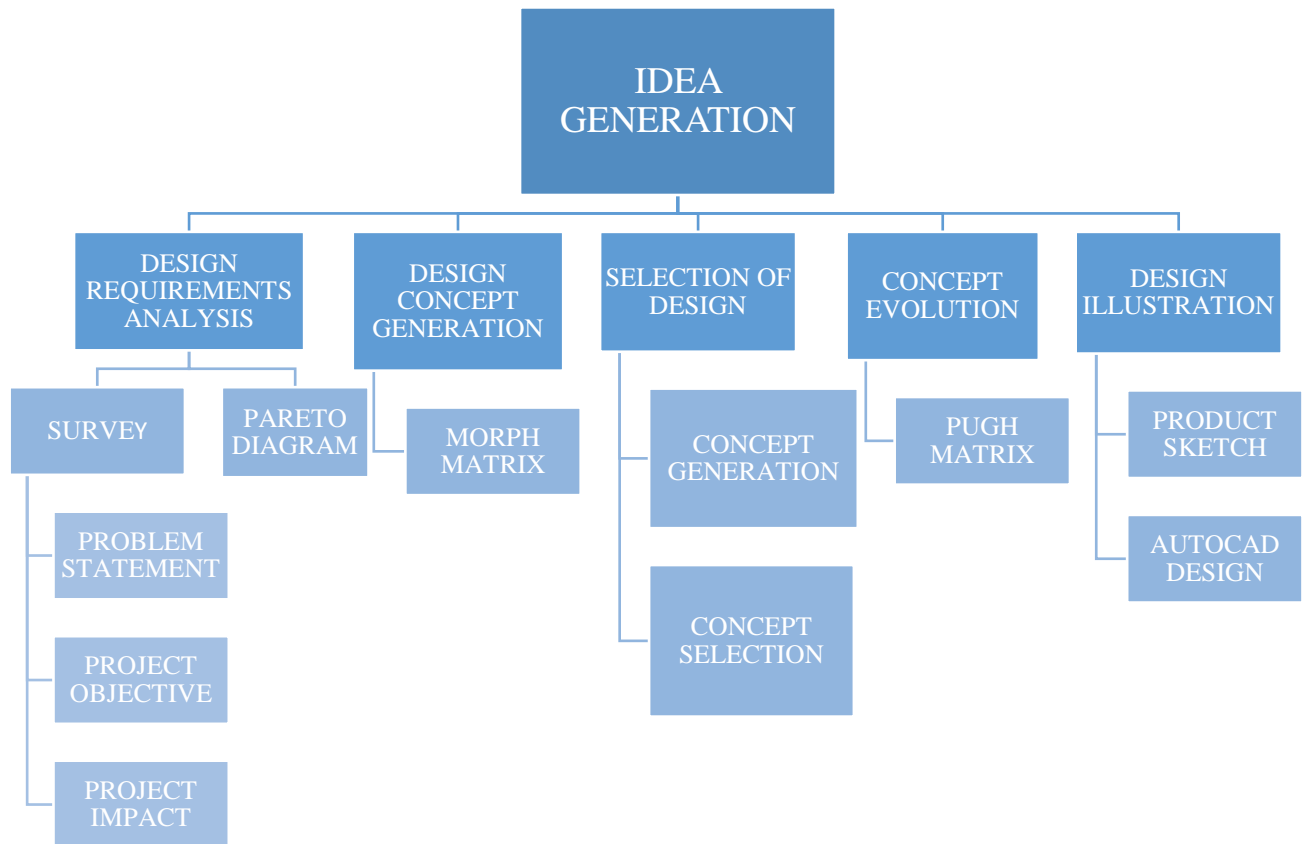 IDEA
GENERATION
DESIGN
REQUIREMENTS
ANALYSIS
DESIGN
CONCEPT
GENERATION
SELECTION OF
DESIGN
CONCEPT
EVOLUTION
DESIGN
ILLUSTRATION
SURVEY
PARETO
DIAGRAM
MORPH
MATRIX
CONCEPT
GENERATION
PUGH
MATRIX
PRODUCT
SKETCH
PROBLEM
STATEMENT
AUTOCAD
DESIGN
PROJECT
OBJECTIVE
CONCEPT
SELECTION
PROJECT
IMPACT